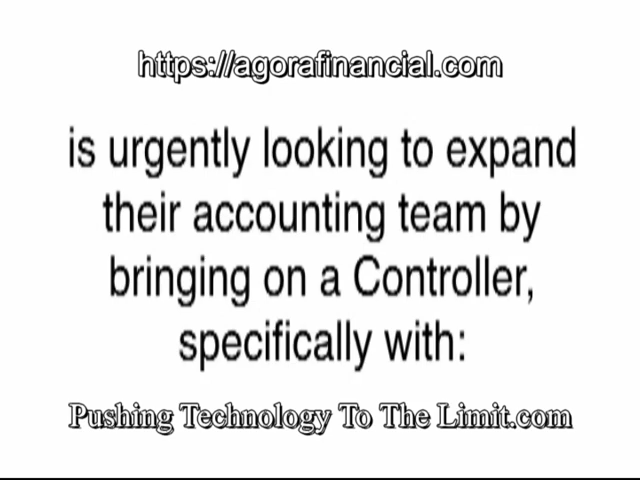 https://agorafinancial.com
is urgently looking to expand
their accounting team by
bringing on a Controller,
specifically with:
Pushing Technology To The Limit.com